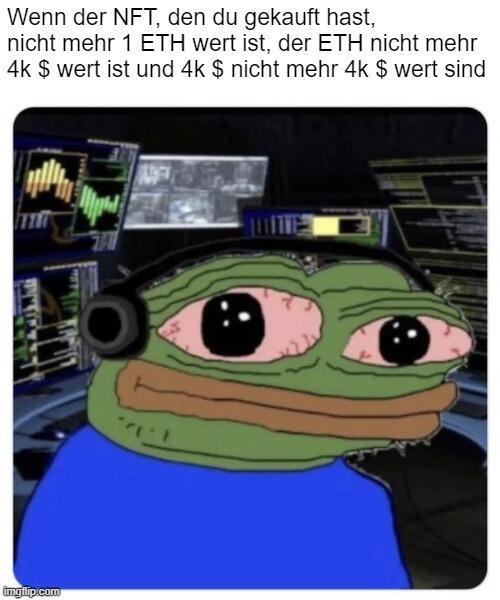 Wenn der NFT, den du gekauft hast,
nicht mehr 1 ETH wert ist, der ETH nicht mehr
4k $ wert ist und 4k $ nicht mehr 4k $ wert sind
imgflip.com